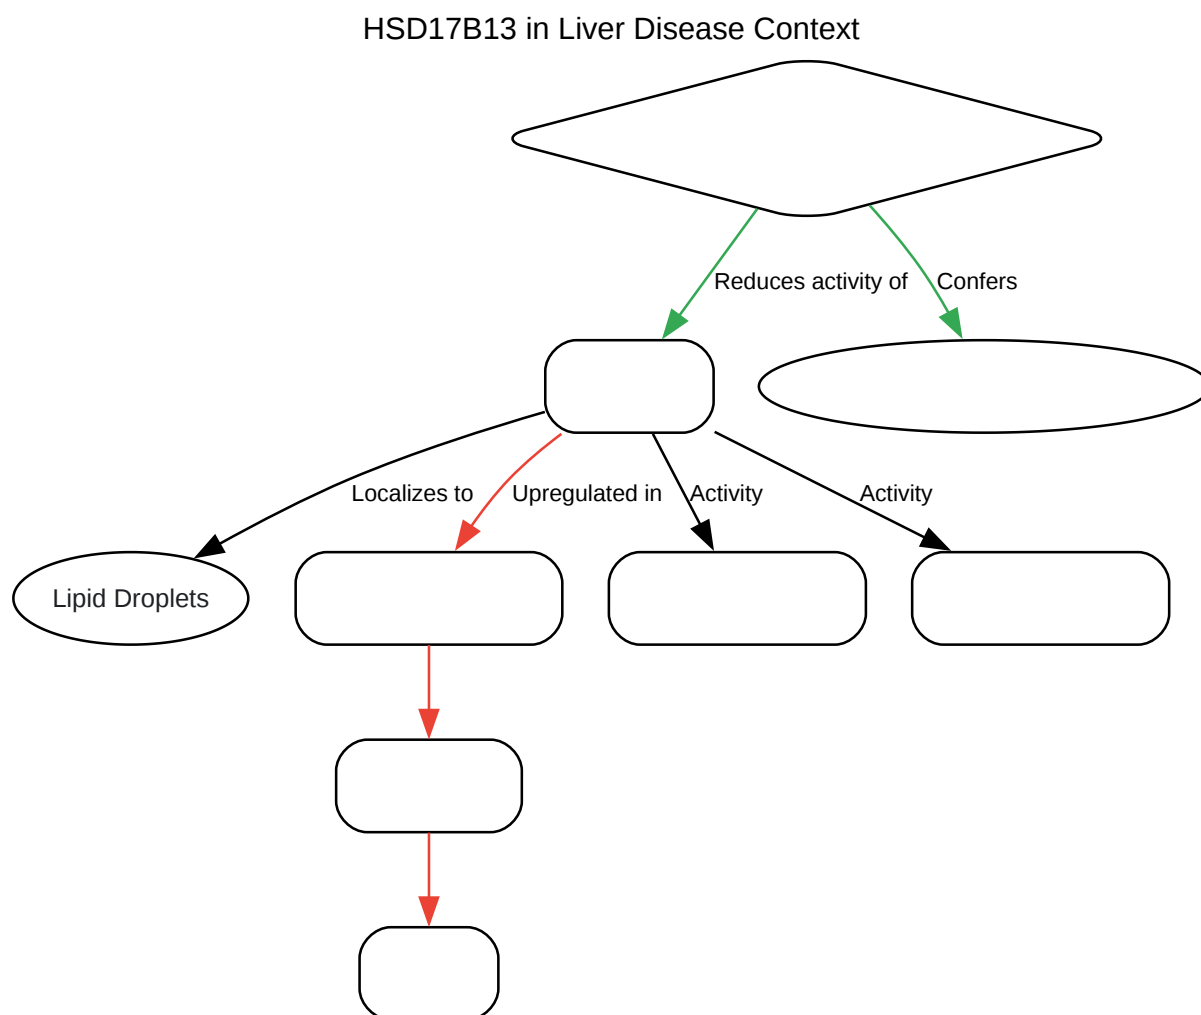 HSD17B13 in Liver Disease Context
Reduces activity of
Confers
Localizes to
Upregulated in
Activity
Activity
Lipid Droplets